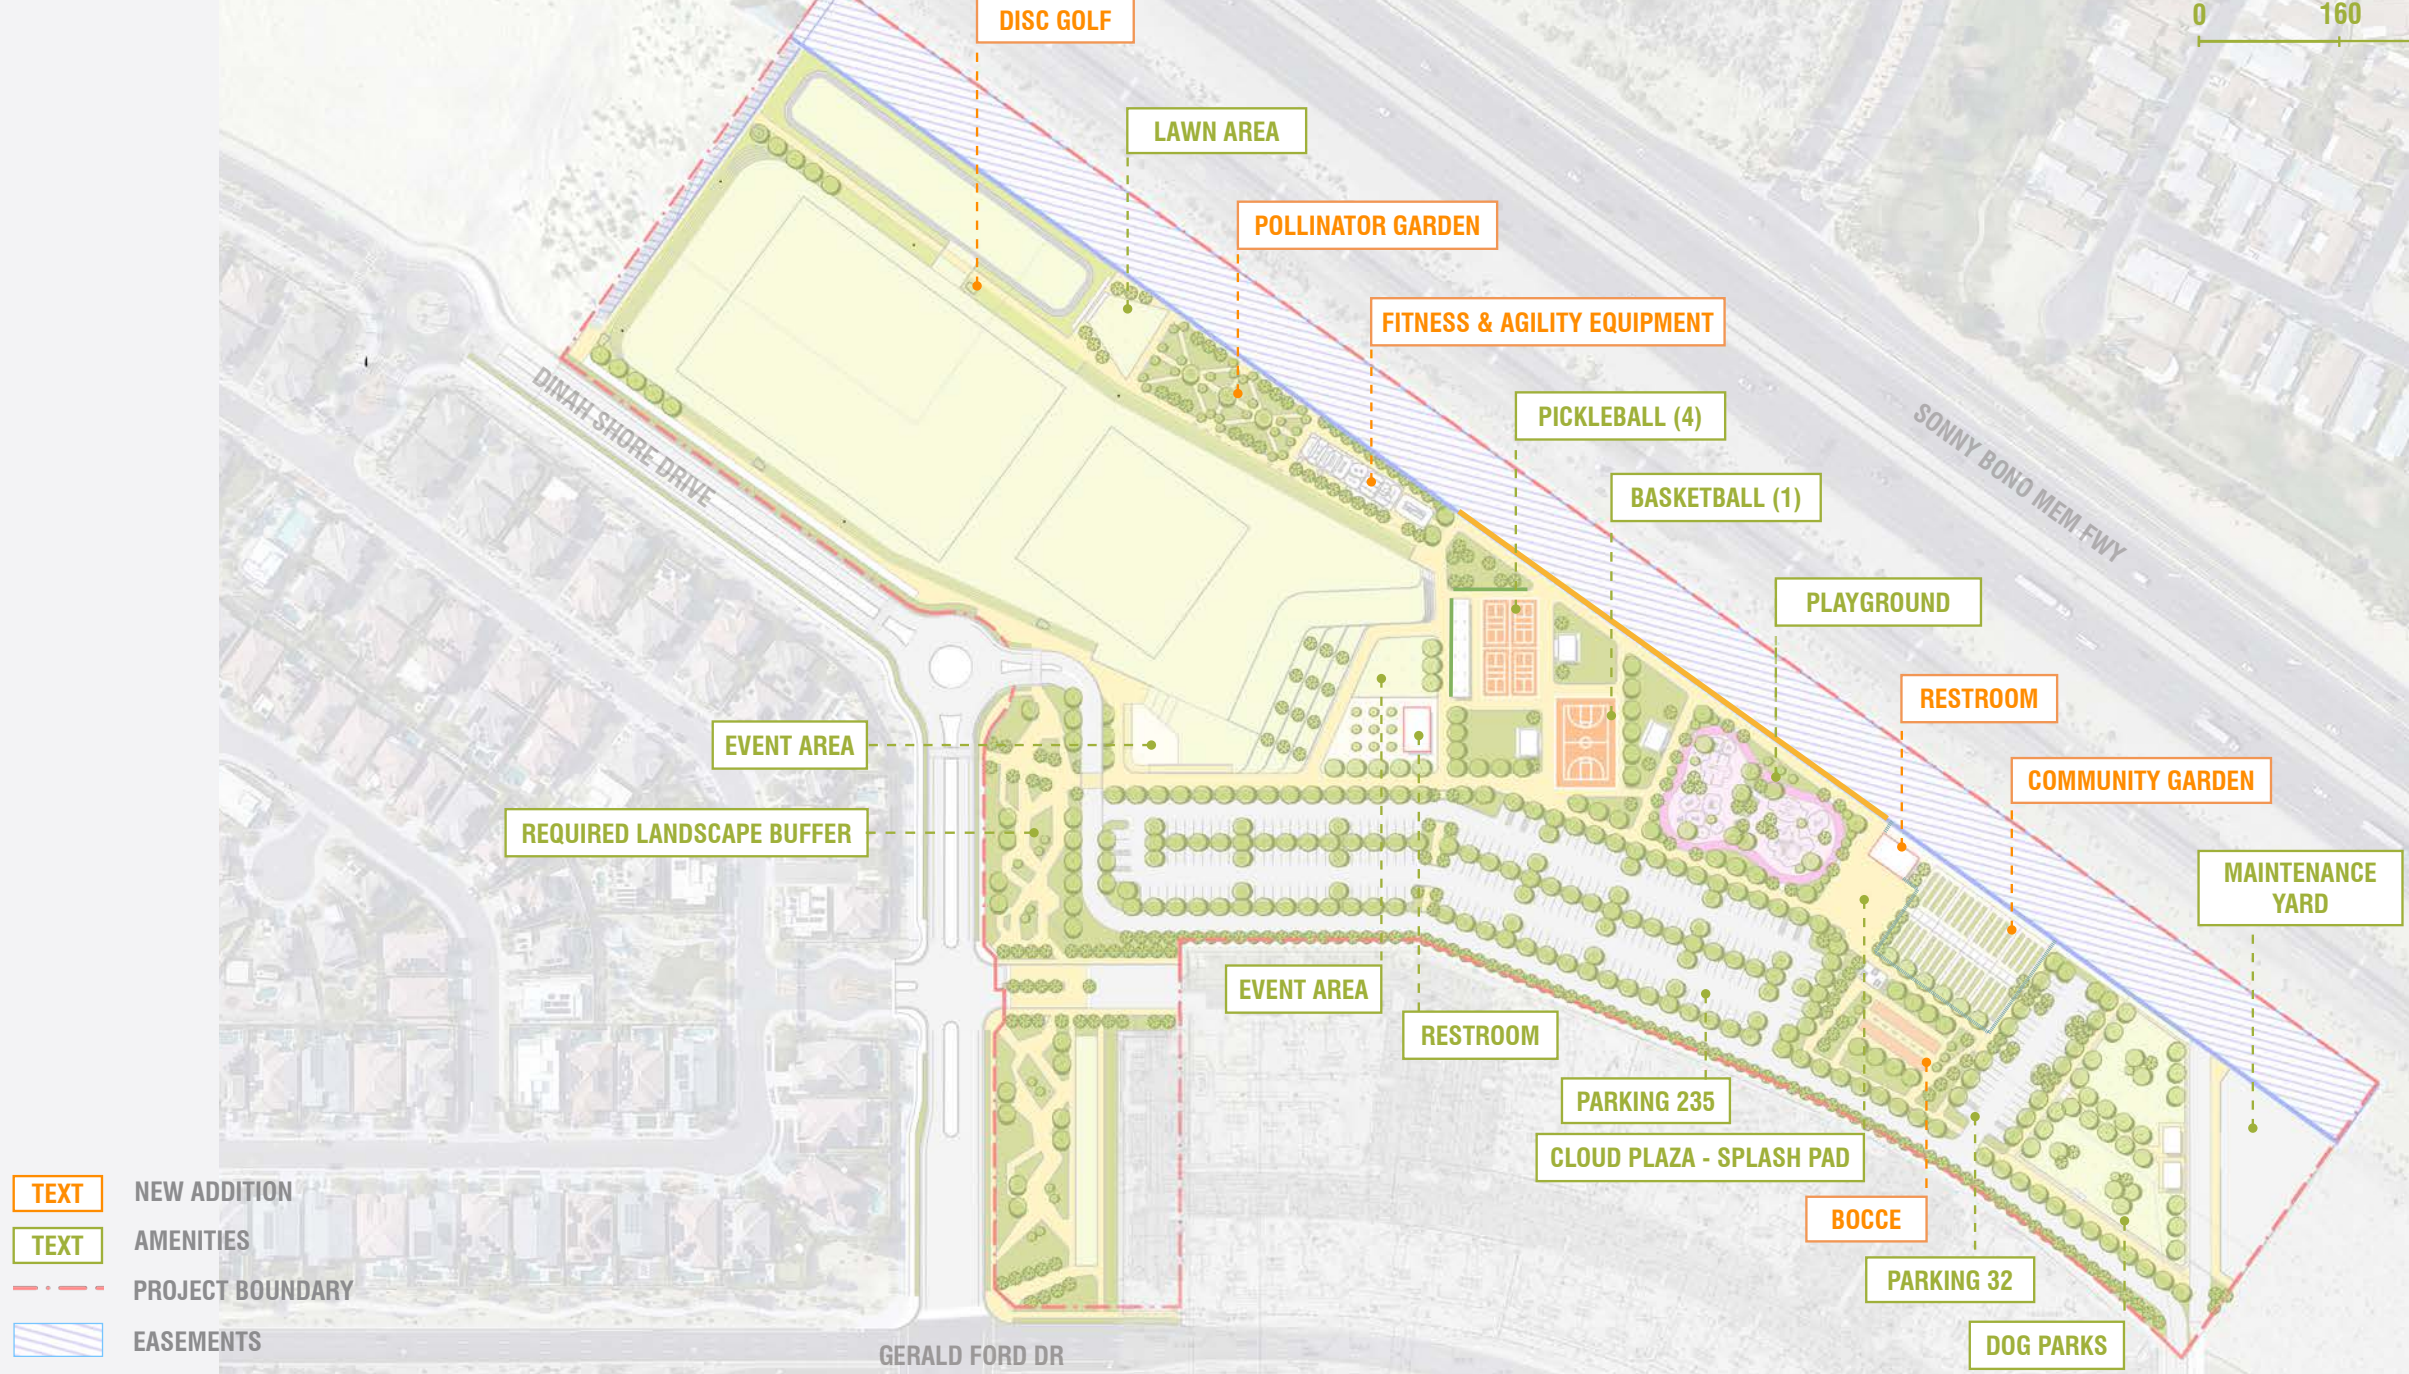 DISC GOLF
0 160
LAWN AREA
POLLINATOR GARDEN
FITNESS & AGILITY EQUIPMENT
PICKLEBALL (4)
BASKETBALL (1)
SONNY BONO MEM FWY
DINAH SHORE DRIVE
PLAYGROUND
RESTROOM
COMMUNITY GARDEN
EVENT AREA
REQUIRED LANDSCAPE BUFFER
MAINTENANCE
YARD
EVENT AREA
RESTROOM
PARKING 235
CLOUD PLAZA - SPLASH PAD
BOCCE
PARKING 32
DOG PARKS
TEXT NEW ADDITION
TEXT AMENITIES
PROJECT BOUNDARY
EASEMENTS
GERALD FORD DR